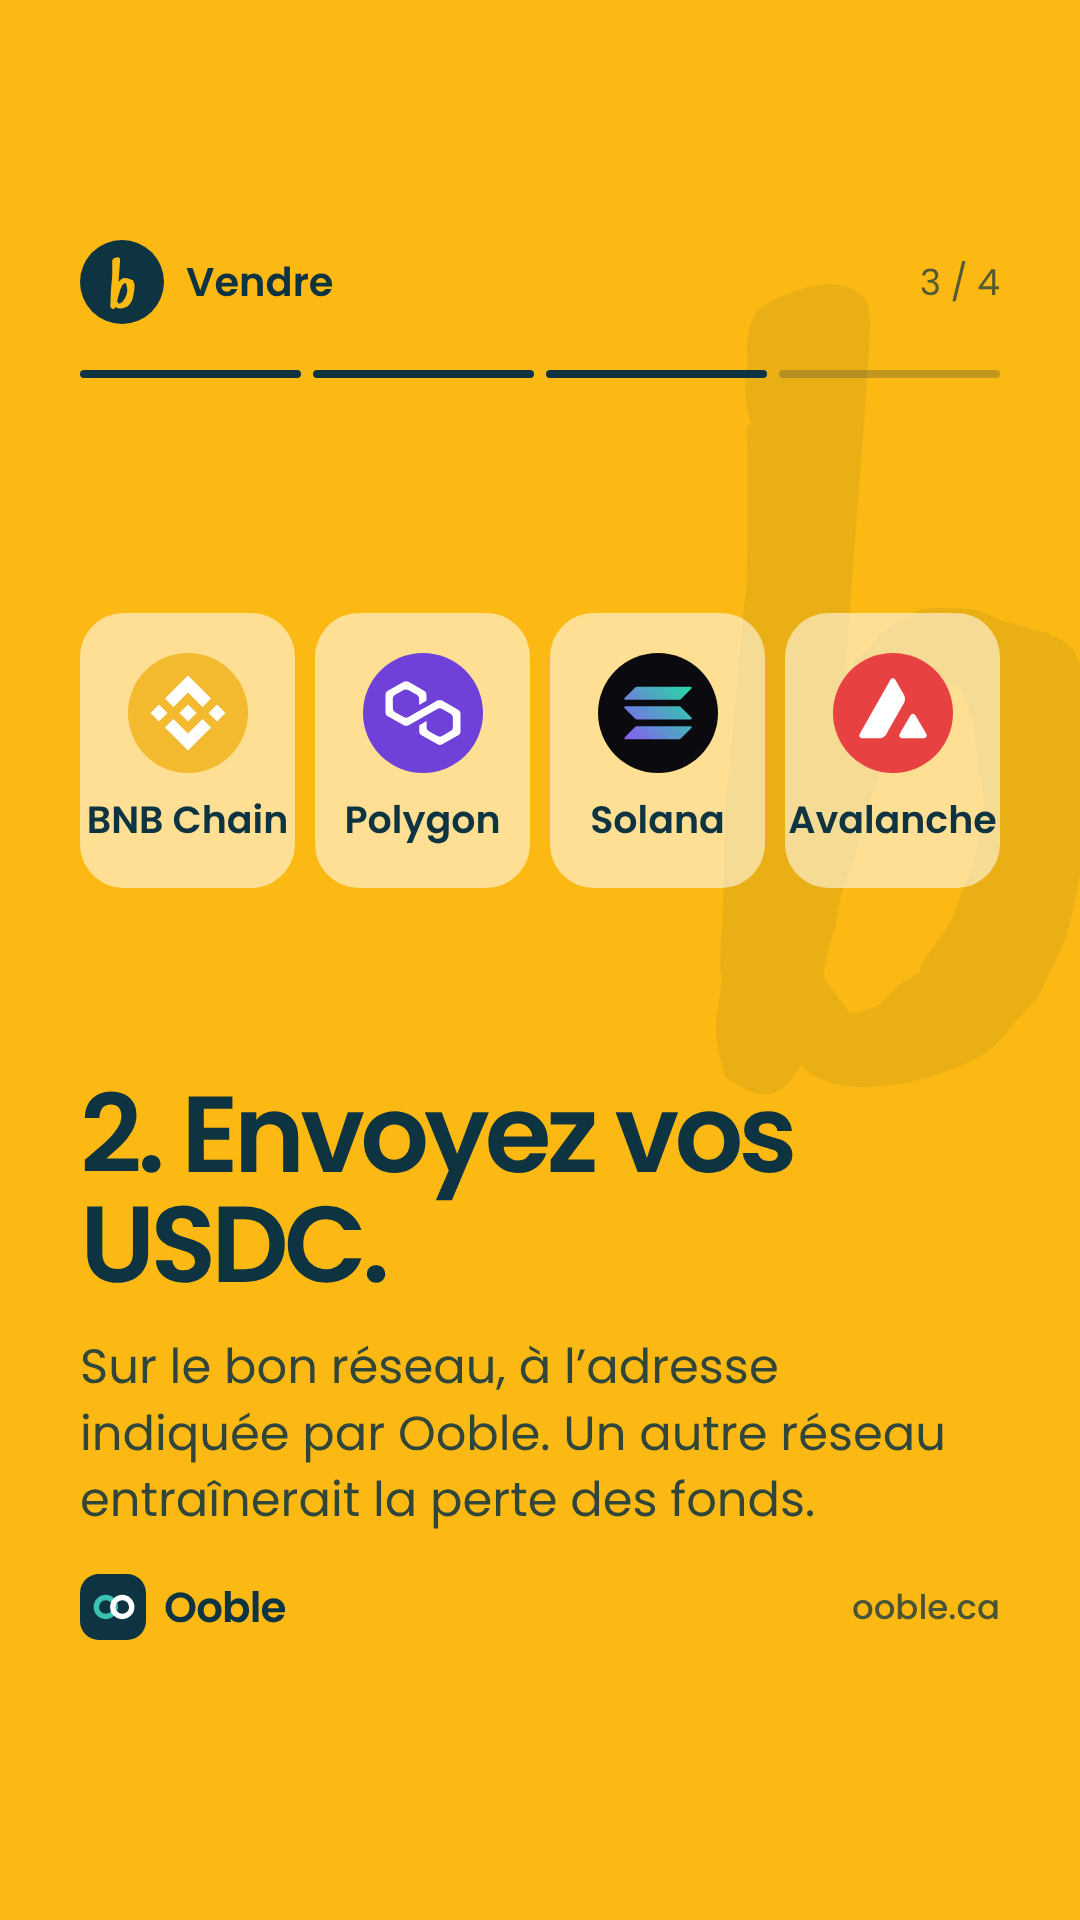 b Vendre 3 / 4
BNB Chain Polygon Solana Avalanche
2. Envoyez vos
USDC.
Sur le bon réseau, à l’adresse
indiquée par Ooble. Un autre réseau
entraînerait la perte des fonds.
Ooble ooble.ca